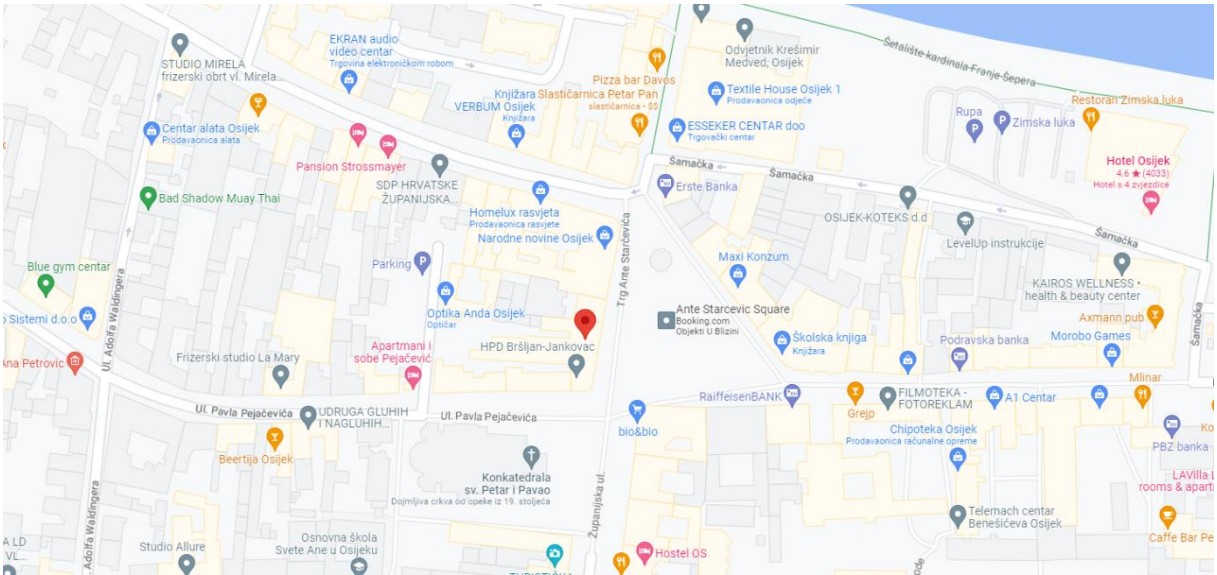 EKRAN audio
video centar
Trgovina elektroničkom robom
STUDIO MIRELA
frizerski obrt vl. Mirela...
Odvjetnik Krešimir
Medved, Osijek
Šetalište kardinala Franje Šepera
Pizza bar Davos
Knjižara
VERBUM Osijek
Knjižara
Slastičarnica Petar Pan
slastičarnica • $$
Textile House Osijek 1
Prodavaonica odjeće
Restoran Zimska luka
Rupa
Zimska luka
Centar alata Osijek
Prodavaonica alata
ESSEKER CENTAR doo
Trgovački centar
Pansion Strossmayer
SDP HRVATSKE
ŽUPANIJSKA...
Šamačka
Šamačka
Hotel Osijek
4.6 ★ (4033)
Hotel s 4 zvjezdice
Erste Banka
Bad Shadow Muay Thai
Homelux rasvjeta
Prodavaonica rasvjete
Narodne novine Osijek
OSIJEK-KOTEKS d.d
LevelUp instrukcije
Šamačka
Trg Ante Starčevića
Parking
Maxi Konzum
Blue gym centar
KAIROS WELLNESS •
health & beauty center
Optika Anda Osijek
Optičar
Ante Starcevic Square
Booking.com
Objekti U Blizini
Axmann pub
o Sistemi d.o.o
Ul. Adolfa Waldingera
HPD Bršljan-Jankovac
Školska knjiga
Knjižara
Podravska banka
Morobo Games
Šamačka
Ana Petrovic
Frizerski studio La Mary
Apartmani i
sobe Pejačević
RaiffeisenBANK
Grejp
FILMOTEKA -
FOTOREKLAM
A1 Centar
Mlinar
Ul. Pavla Pejačevića
UDRUGA GLUHIH
I NAGLUHIH...
Ul. Pavla Pejačevića
bio&bio
Chipoteka Osijek
Prodavaonica računalne opreme
PBZ banka
Ko
Beertija Osijek
Konkatedrala
sv. Petar i Pavao
Dojmljiva crkva od opeke iz 19. stoljeća
LAVilla L
rooms & aparti
Županijska ul.
Telemach centar
Benešićeva Osijek
Osnovna škola
Svete Ane u Osijeku
Studio Allure
Hostel OS
Caffe Bar Pe
A LD
VL...
Adolfa Waldingera